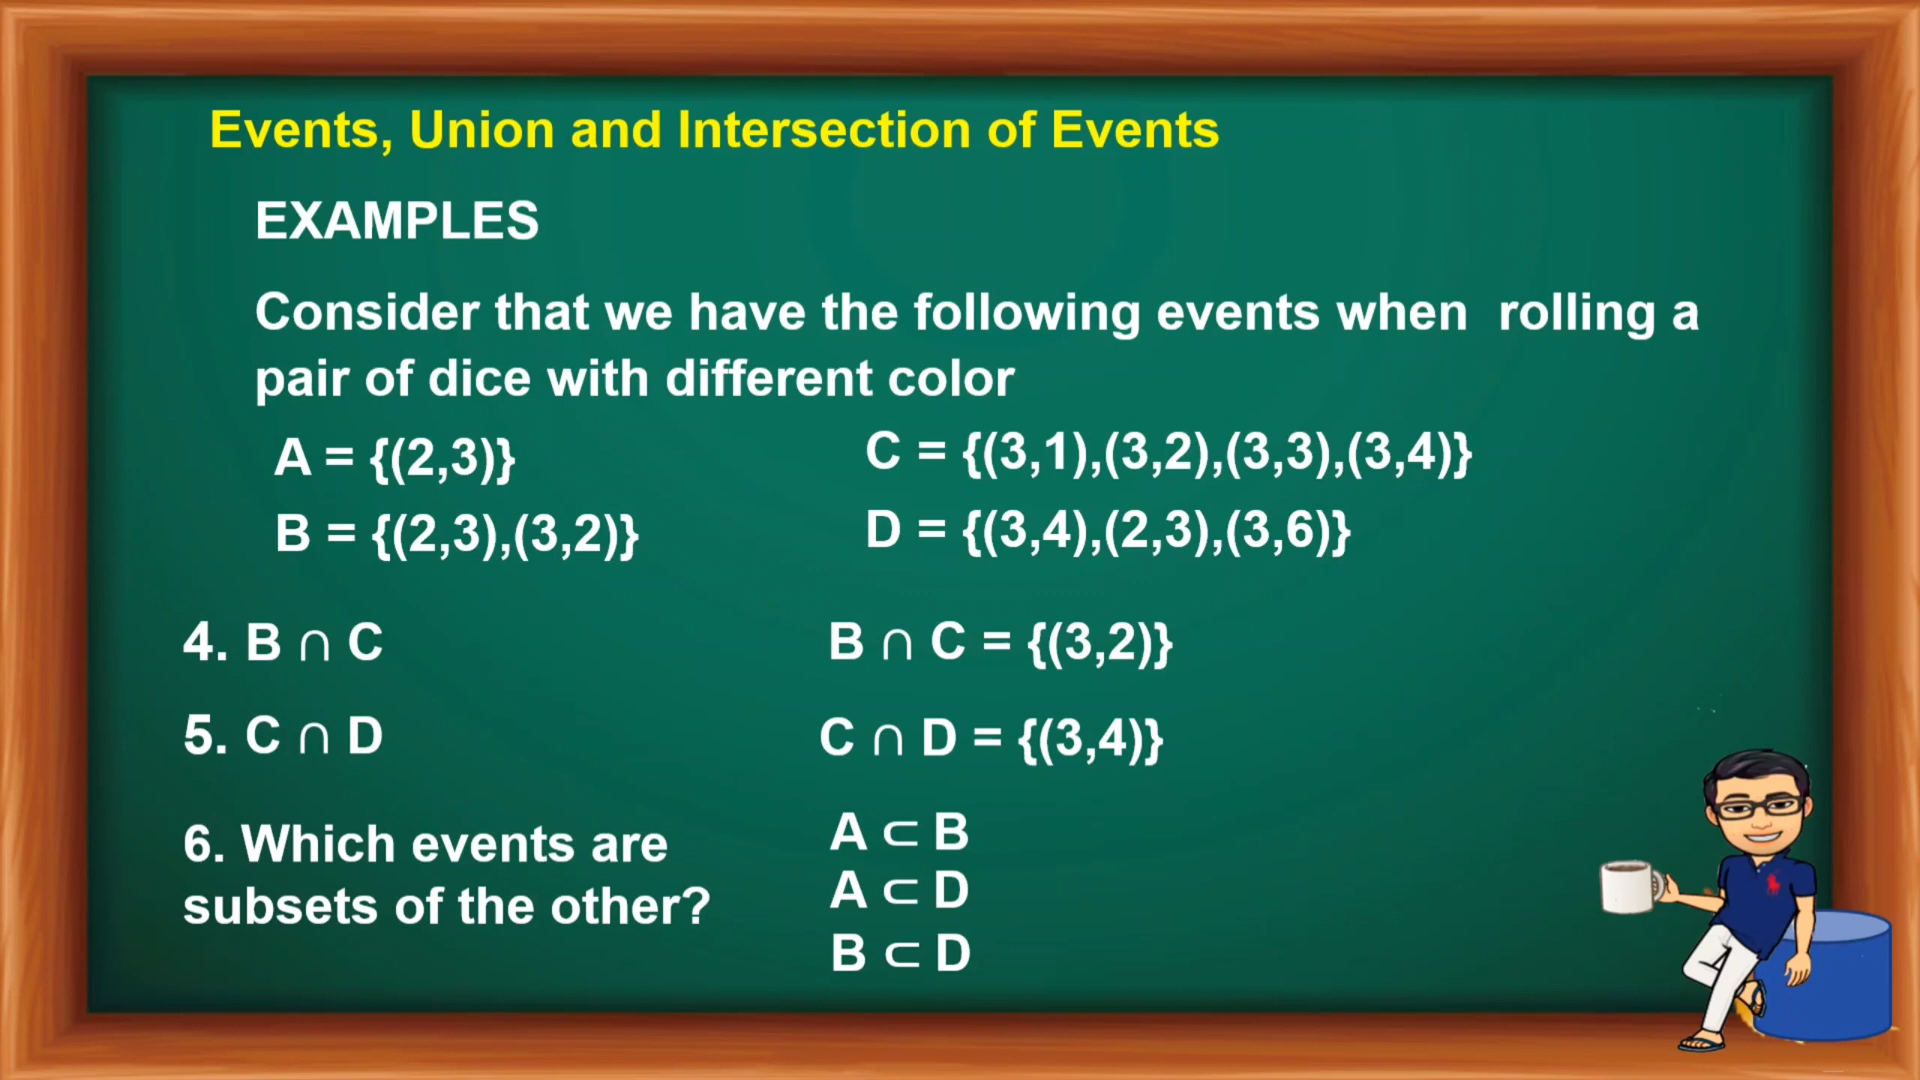 Events, Union and Intersection of Events
EXAMPLES
Consider that we have the following events when rolling a
pair of dice with different color
A = {(2,3)}
C = {(3,1),(3,2),(3,3),(3,4)}
B = {(2,3),(3,2)}
D = {(3,4),(2,3),(3,6)}
4. B ∩ C
B ∩ C = {(3,2)}
5. C ∩ D
C ∩ D = {(3,4)}
6. Which events are
subsets of the other?
A ⊂ B
A ⊂ D
B ⊂ D